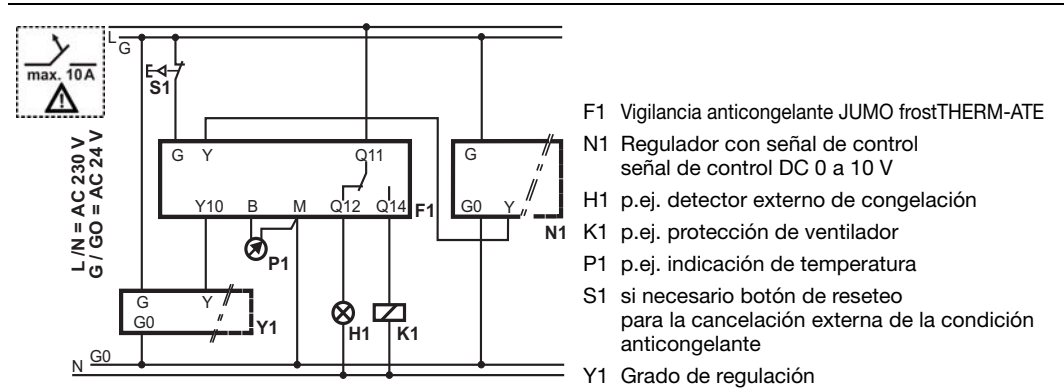 L
G
max. 10 A
S1
L /N = AC 230 V
G / GO = AC 24 V
G Y Q11
Y10 B M Q12 Q14
F1
G
G0 Y
N1
P1
G Y
G0
Y1
H1
K1
G0
N
F1 Vigilancia anticongelante JUMO frostTHERM-ATE
N1 Regulador con señal de control
señal de control DC 0 a 10 V
H1 p.ej. detector externo de congelación
K1 p.ej. protección de ventilador
P1 p.ej. indicación de temperatura
S1 si necesario botón de reseteo
para la cancelación externa de la condición
anticongelante
Y1 Grado de regulación